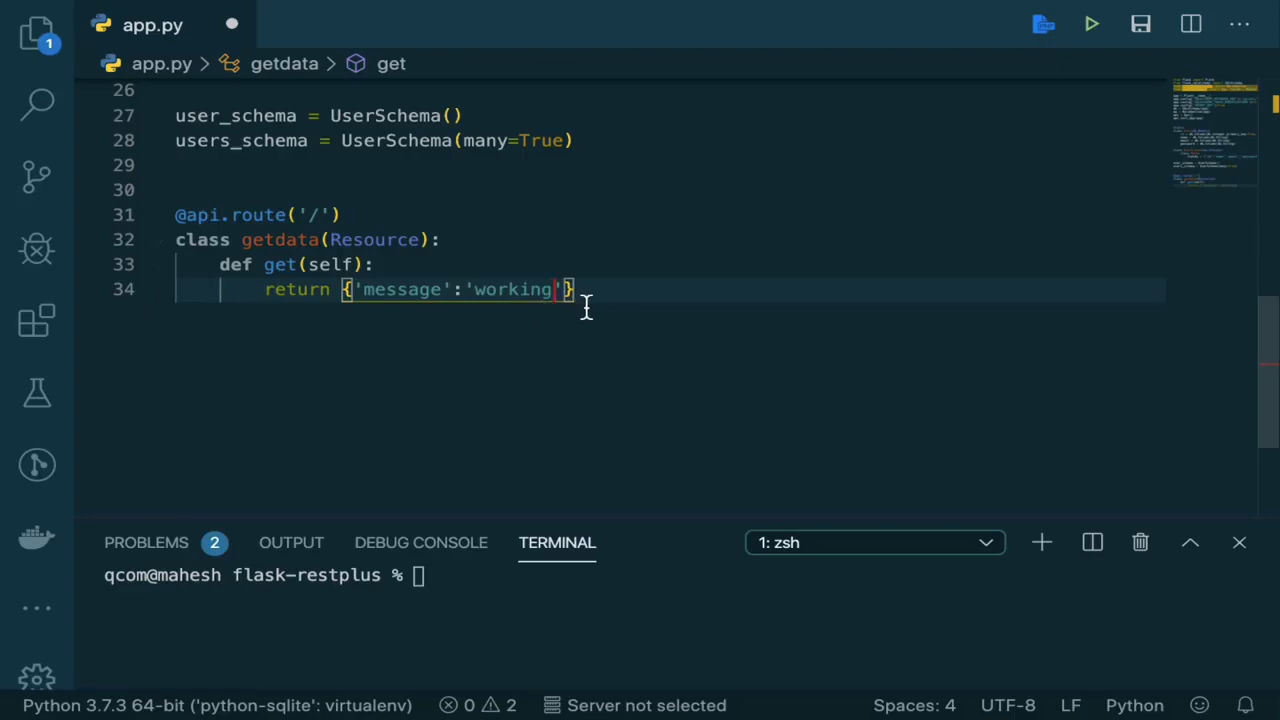 1
app.py
app.py > getdata > get
26
27 user_schema = UserSchema()
28 users_schema = UserSchema(many=True)
29
30
31 @api.route('/')
32 class getdata(Resource):
33 def get(self):
34 return {'message':'working'}
PROBLEMS 2 OUTPUT DEBUG CONSOLE TERMINAL 1: zsh
qcom@mahesh flask-restplus %
Python 3.7.3 64-bit ('python-sqlite': virtualenv) 0 2 Server not selected Spaces: 4 UTF-8 LF Python